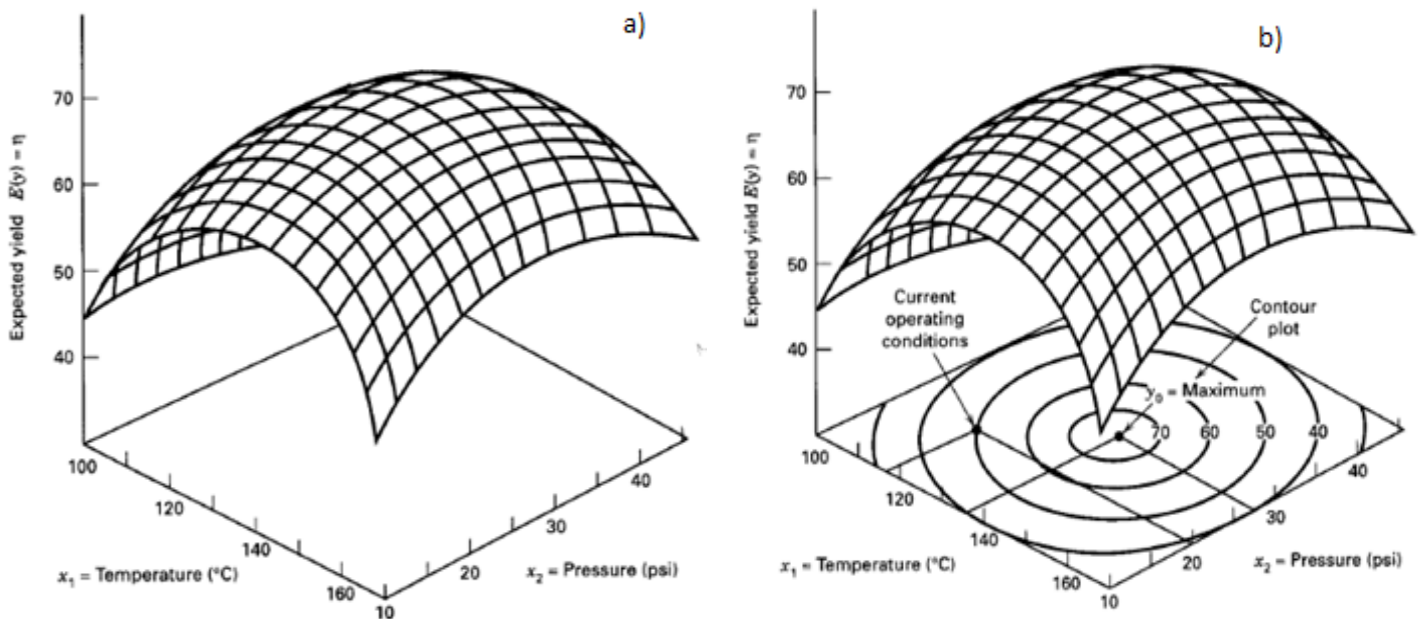 a)
70
60
50
40
Expected yield E(y) = η
100
120
140
160
x₁ = Temperature (°C)
10
20
30
40
x₂ = Pressure (psi)
b)
70
60
50
40
Expected yield E(y) = η
Current
operating
conditions
Contour
plot
y₀ = Maximum
70
60
50
40
100
120
140
160
x₁ = Temperature (°C)
10
20
30
40
x₂ = Pressure (psi)